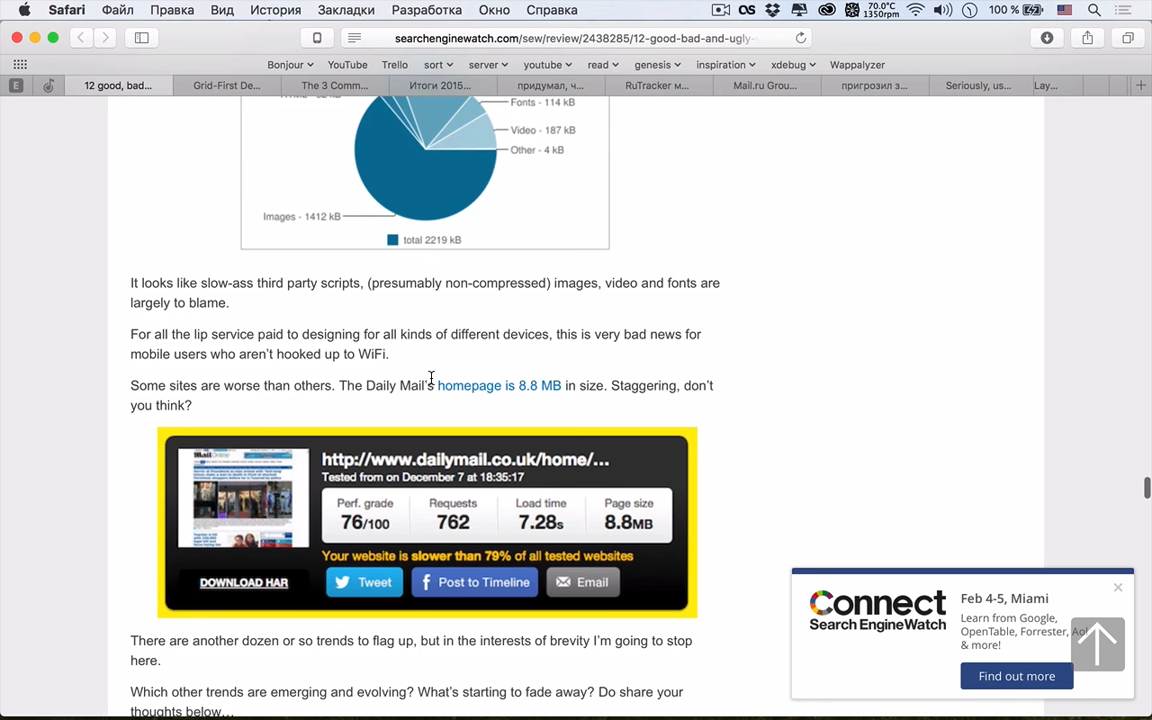 Safari Файл Правка Вид История Закладки Разработка Окно Справка 70.0°C 1350rpm 100 %
searchenginewatch.com/sew/review/2438285/12-good-bad-and-ugly-
Bonjour YouTube Trello sort server youtube read genesis inspiration xdebug Wappalyzer
12 good, bad... Grid-First De... The 3 Comm... Итоги 2015... придумал, ч... RuTracker м... Mail.ru Grou... пригрозил з... Seriously, us... Lay...
Fonts - 114 kB
Video - 187 kB
Other - 4 kB
Images - 1412 kB
total 2219 kB
It looks like slow-ass third party scripts, (presumably non-compressed) images, video and fonts are
largely to blame.
For all the lip service paid to designing for all kinds of different devices, this is very bad news for
mobile users who aren't hooked up to WiFi.
Some sites are worse than others. The Daily Mail's homepage is 8.8 MB in size. Staggering, don't
you think?
http://www.dailymail.co.uk/home/...
Tested from on December 7 at 18:35:17
Perf. grade Requests Load time Page size
76/100 762 7.28s 8.8MB
Your website is slower than 79% of all tested websites
DOWNLOAD HAR Tweet Post to Timeline Email
There are another dozen or so trends to flag up, but in the interests of brevity I'm going to stop
here.
Which other trends are emerging and evolving? What's starting to fade away? Do share your
thoughts below...
Connect
Search EngineWatch
Feb 4-5, Miami
Learn from Google,
OpenTable, Forrester, Aol
& more!
Find out more